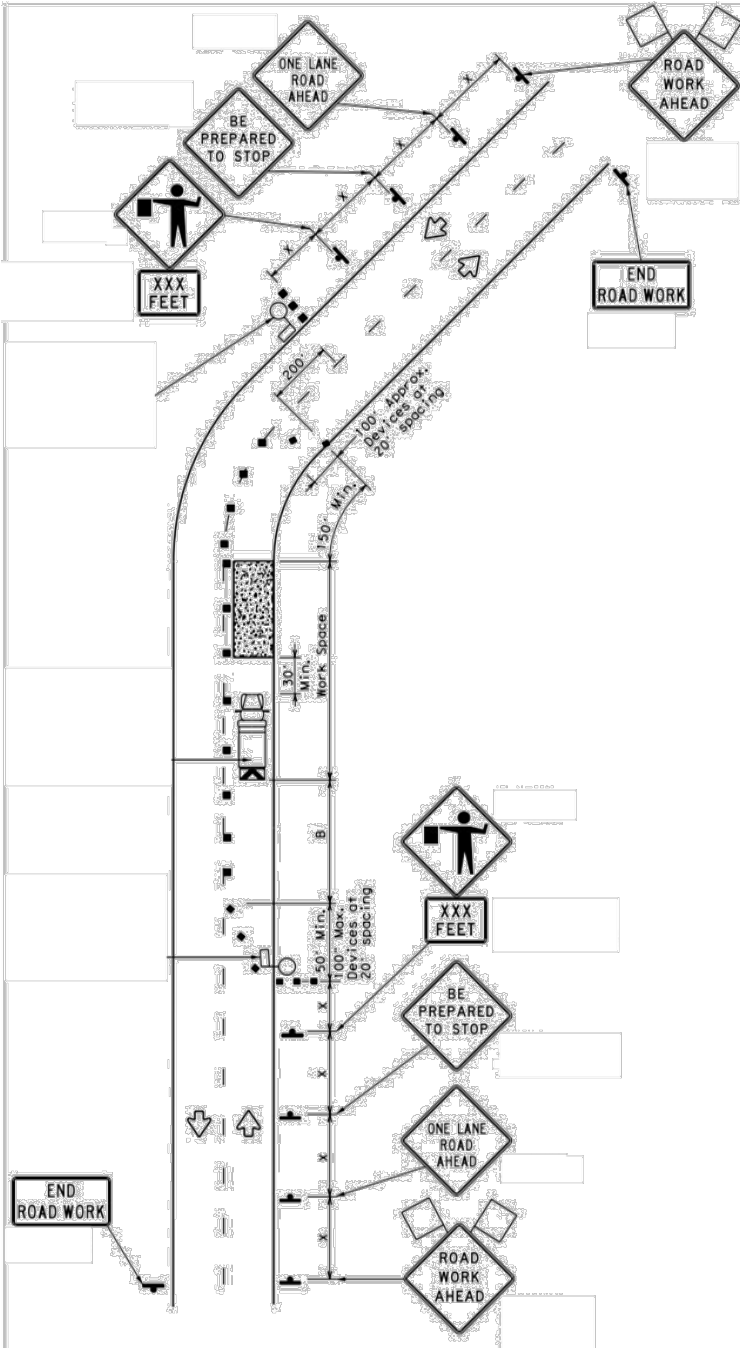 ONE LANE
ROAD
AHEAD
ROAD
WORK
AHEAD
BE
PREPARED
TO STOP
XXX
FEET
END
ROAD WORK
X
X
X
X
200'
100' Approx.
Devices at
20' spacing
150' Min.
Work Space
30'
Min.
B
50' Min.
100' Max.
Devices at
20' spacing
XXX
FEET
X
BE
PREPARED
TO STOP
X
ONE LANE
ROAD
AHEAD
X
END
ROAD WORK
X
ROAD
WORK
AHEAD